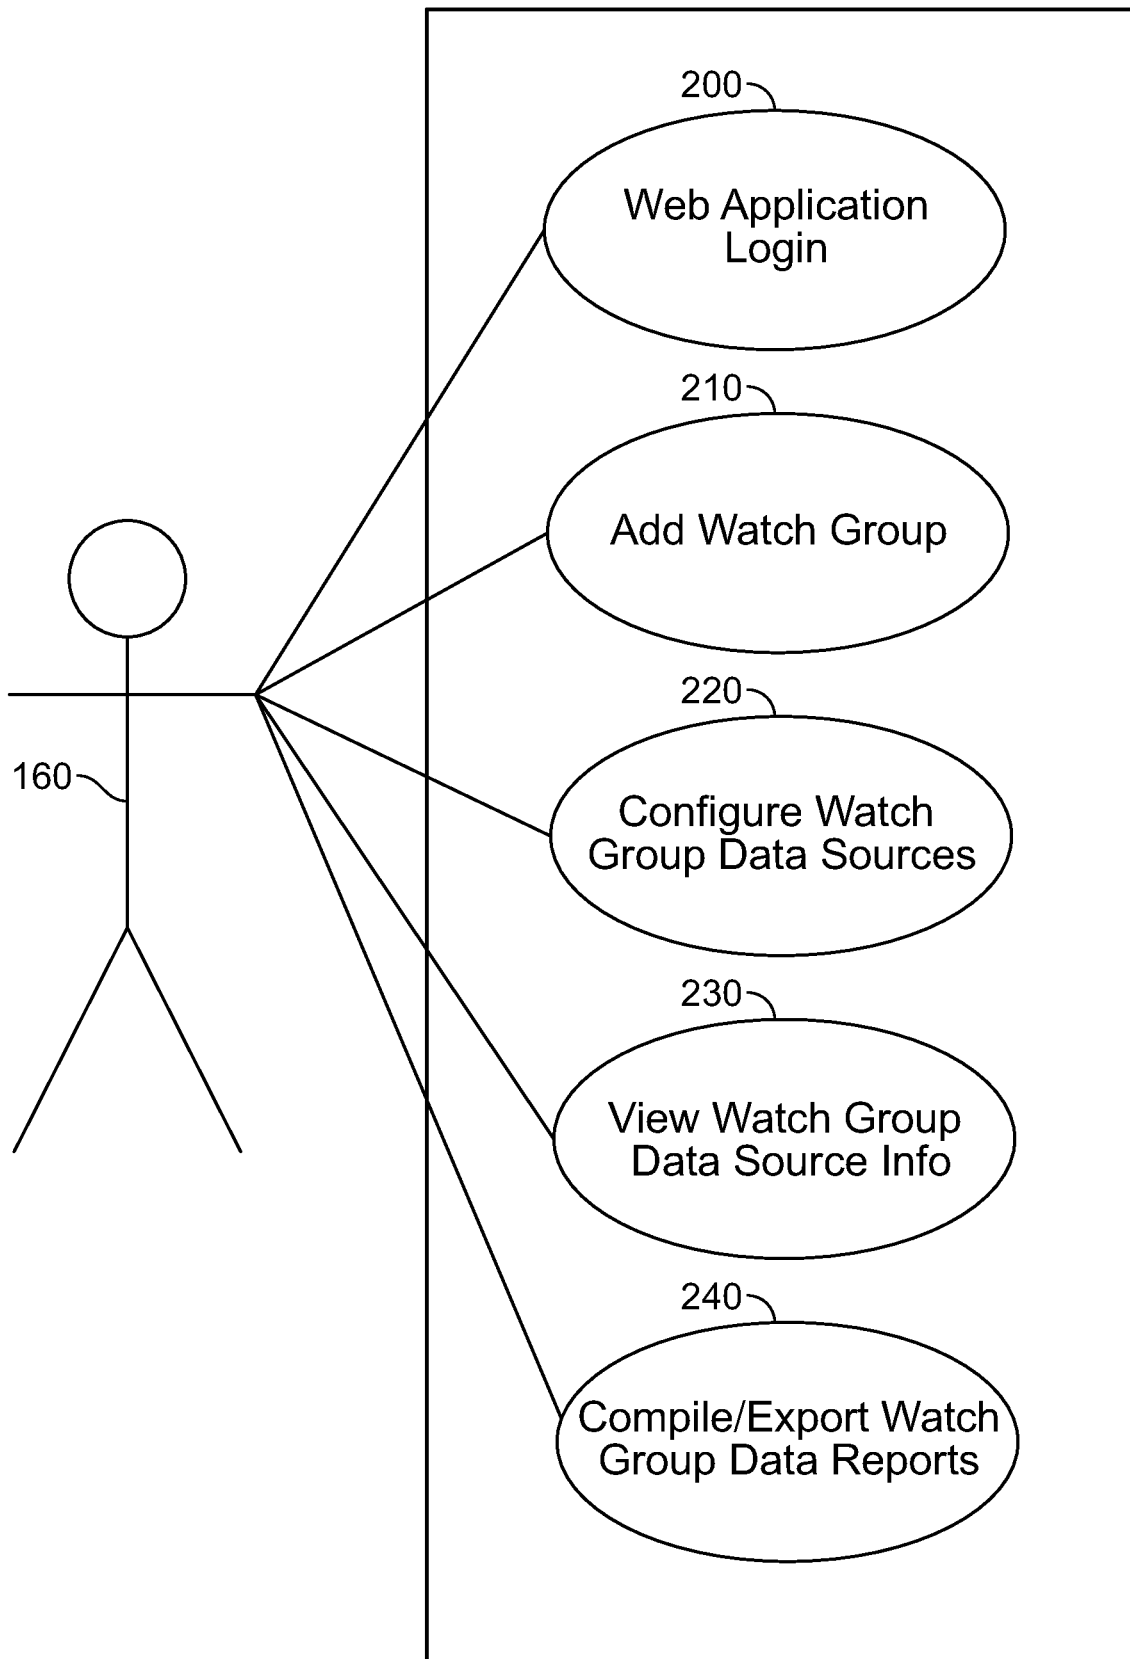 200
Web Application
Login
210
Add Watch Group
220
160
Configure Watch
Group Data Sources
230
View Watch Group
Data Source Info
240
Compile/Export Watch
Group Data Reports